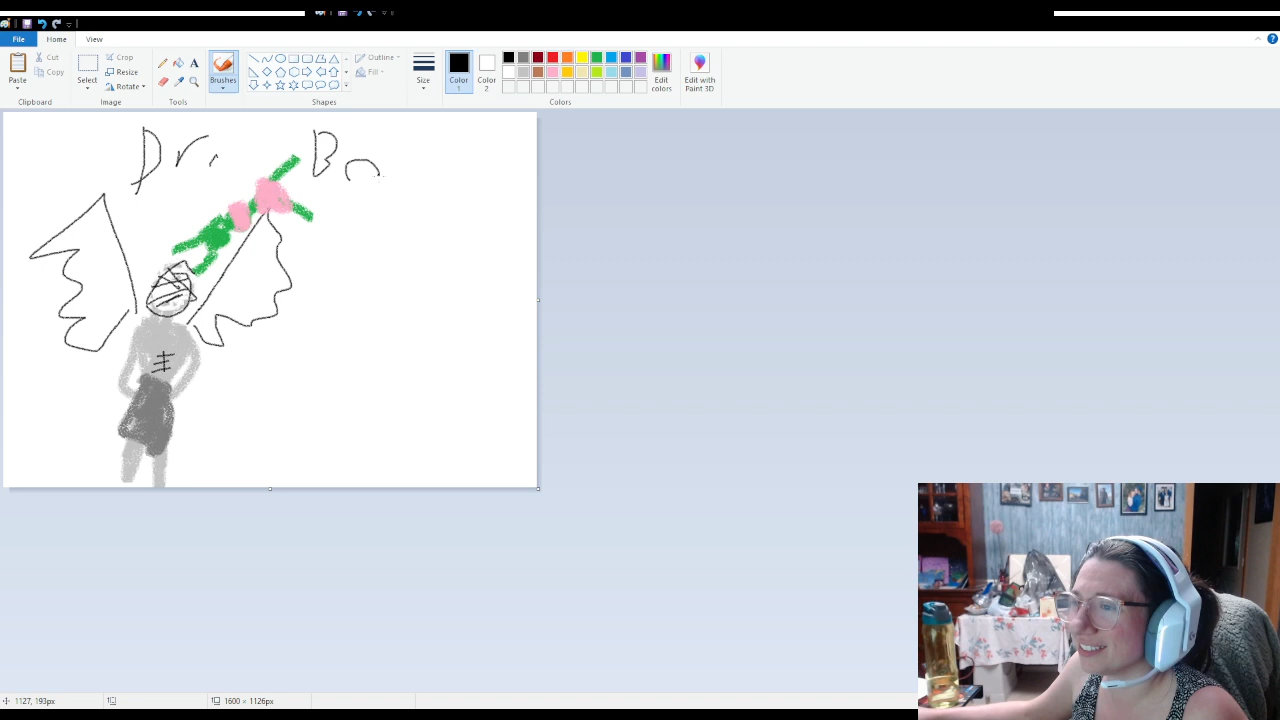 File Home View
Paste Cut Copy Select Crop Resize Rotate A Brushes Outline Fill Size Color 1 Color 2 Edit colors Edit with Paint 3D
Clipboard Image Tools Shapes Colors
Dr Bo
1127, 193px 1600 × 1126px